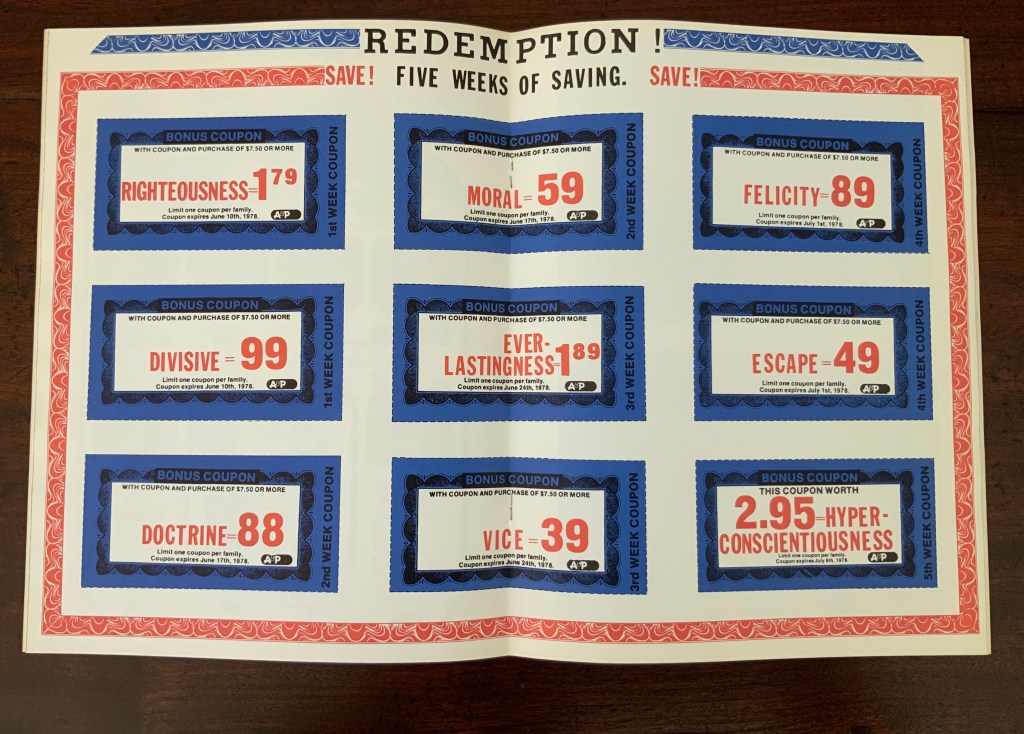 REDEMPTION !
SAVE! FIVE WEEKS OF SAVING. SAVE!
BONUS COUPON
WITH COUPON AND PURCHASE OF $7.50 OR MORE
RIGHTEOUSNESS=1 79
Limit one coupon per family.
Coupon expires June 10th, 1978.
A&P
1st WEEK COUPON
BONUS COUPON
WITH COUPON AND PURCHASE OF $7.50 OR MORE
MORAL=59
Limit one coupon per family.
Coupon expires June 17th, 1978.
A&P
2nd WEEK COUPON
BONUS COUPON
WITH COUPON AND PURCHASE OF $7.50 OR MORE
FELICITY=89
Limit one coupon per family.
Coupon expires July 1st, 1978.
A&P
4th WEEK COUPON
BONUS COUPON
WITH COUPON AND PURCHASE OF $7.50 OR MORE
DIVISIVE=99
Limit one coupon per family.
Coupon expires June 10th, 1978.
A&P
1st WEEK COUPON
BONUS COUPON
WITH COUPON AND PURCHASE OF $7.50 OR MORE
EVER-
LASTINGNESS=1 89
Limit one coupon per family.
Coupon expires June 24th, 1978.
A&P
3rd WEEK COUPON
BONUS COUPON
WITH COUPON AND PURCHASE OF $7.50 OR MORE
ESCAPE=49
Limit one coupon per family.
Coupon expires July 1st, 1978.
A&P
4th WEEK COUPON
BONUS COUPON
WITH COUPON AND PURCHASE OF $7.50 OR MORE
DOCTRINE=88
Limit one coupon per family.
Coupon expires June 17th, 1978.
A&P
2nd WEEK COUPON
BONUS COUPON
WITH COUPON AND PURCHASE OF $7.50 OR MORE
VICE=39
Limit one coupon per family.
Coupon expires June 24th, 1978.
A&P
3rd WEEK COUPON
BONUS COUPON
THIS COUPON WORTH
2.95=HYPER-
CONSCIENTIOUSNESS
Limit one coupon per family.
Coupon expires July 8th, 1978.
A&P
5th WEEK COUPON